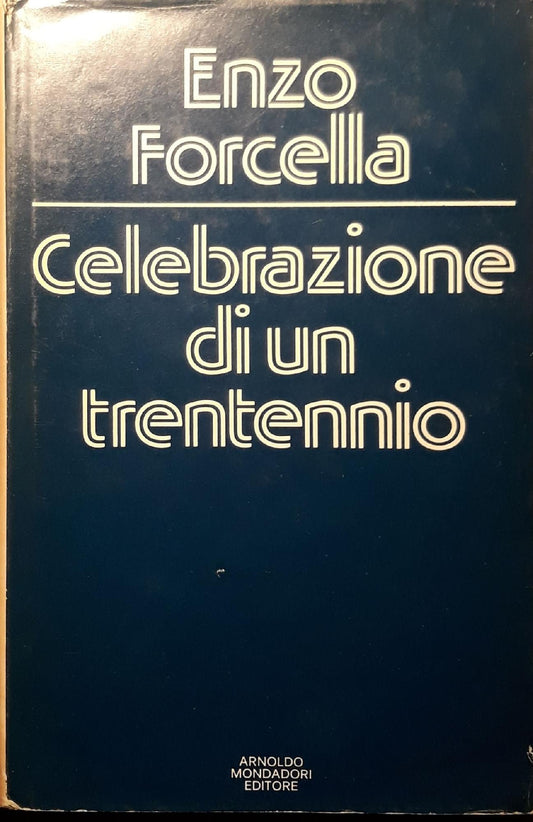 Enzo
Forcella
Celebrazione
di un
trentennio
ARNOLDO
MONDADORI
EDITORE